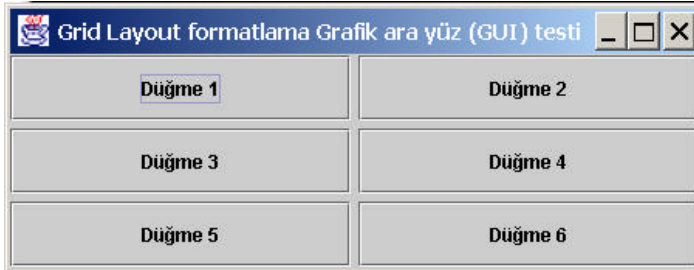 Grid Layout formatlama Grafik ara yüz (GUI) testi
Düğme 1 Düğme 2
Düğme 3 Düğme 4
Düğme 5 Düğme 6